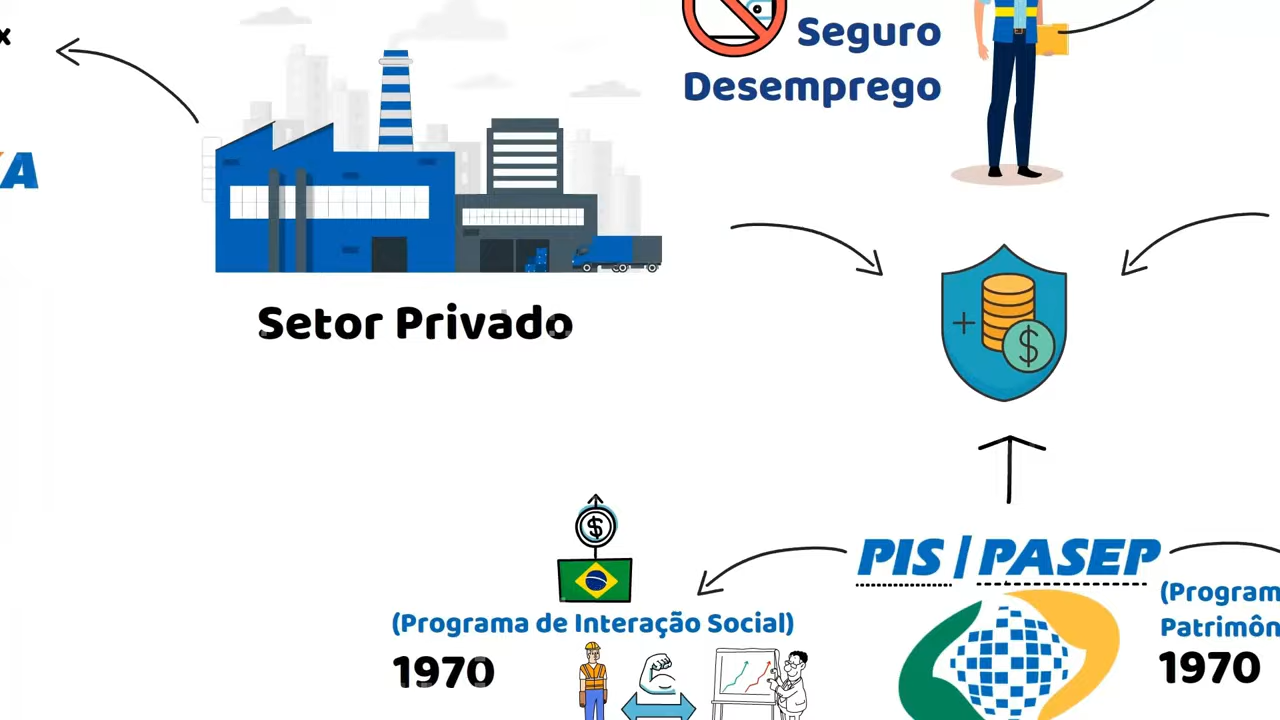 x
A
Seguro
Desemprego
Setor Privado
PIS | PASEP
(Programa de Interação Social)
1970
(Program
Patrimôn
1970